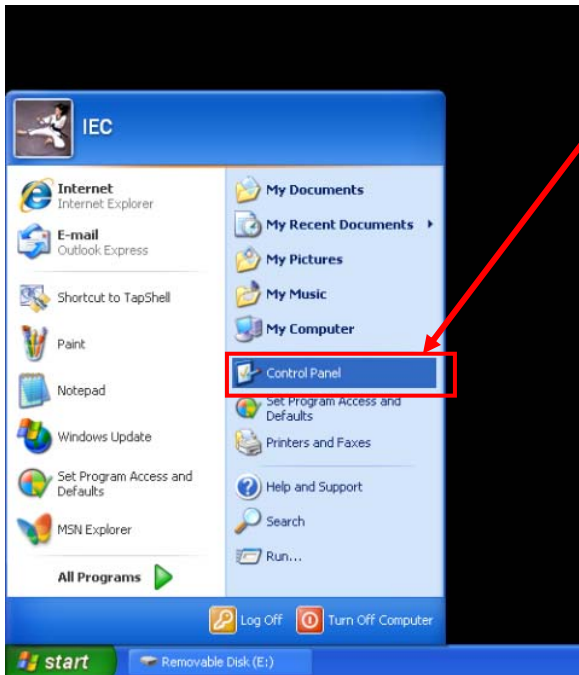 IEC
Internet
Internet Explorer
E-mail
Outlook Express
Shortcut to TapShell
Paint
Notepad
Windows Update
Set Program Access and
Defaults
MSN Explorer
All Programs
My Documents
My Recent Documents
My Pictures
My Music
My Computer
Control Panel
Set Program Access and
Defaults
Printers and Faxes
Help and Support
Search
Run...
Log Off
Turn Off Computer
start
Removable Disk (E:)